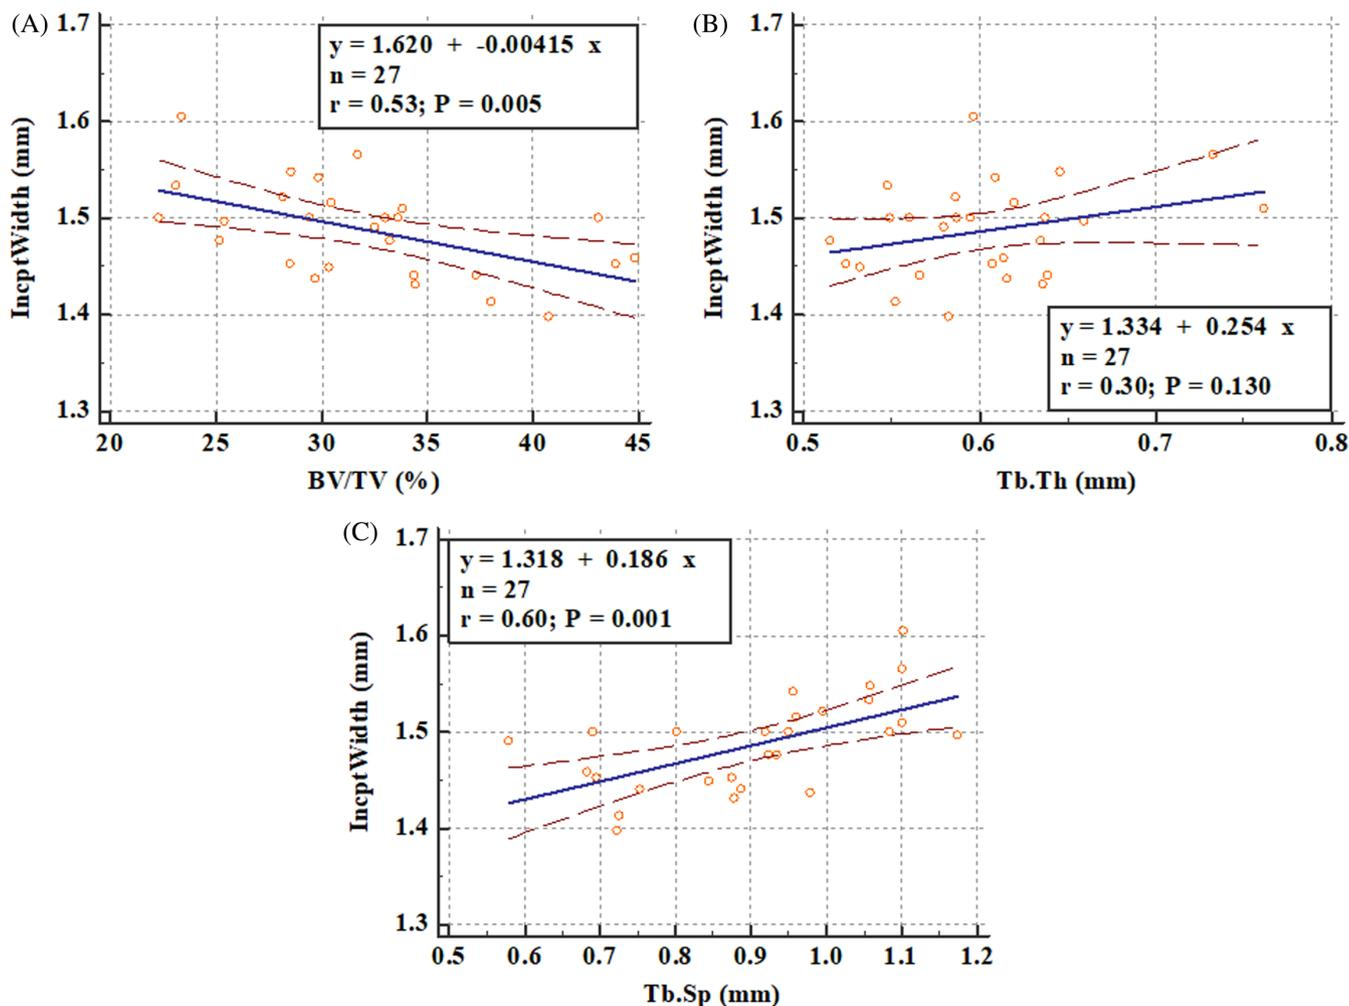 (A)
1.7
1.6
1.5
1.4
1.3
IncptWidth (mm)
y = 1.620 + -0.00415 x
n = 27
r = 0.53; P = 0.005
20 25 30 35 40 45
BV/TV (%)
(B)
1.7
1.6
1.5
1.4
1.3
IncptWidth (mm)
y = 1.334 + 0.254 x
n = 27
r = 0.30; P = 0.130
0.5 0.6 0.7 0.8
Tb.Th (mm)
(C)
1.7
1.6
1.5
1.4
1.3
IncptWidth (mm)
y = 1.318 + 0.186 x
n = 27
r = 0.60; P = 0.001
0.5 0.6 0.7 0.8 0.9 1.0 1.1 1.2
Tb.Sp (mm)